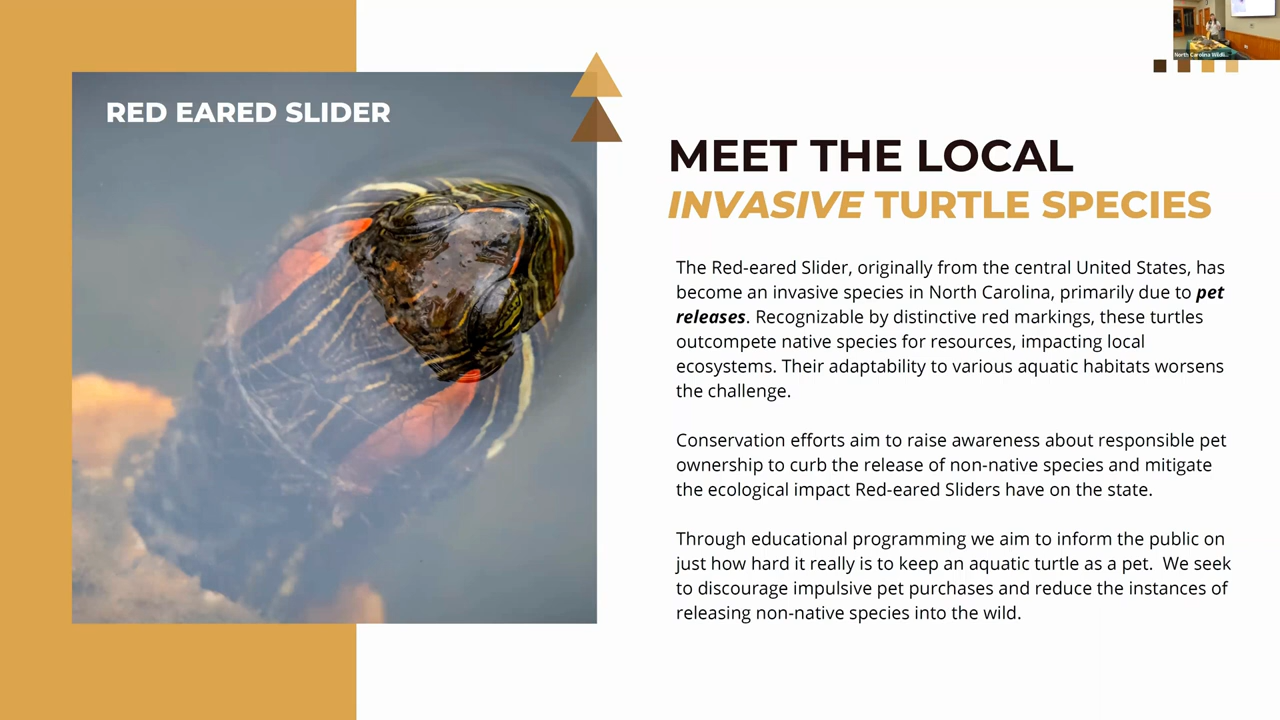 RED EARED SLIDER
MEET THE LOCAL
INVASIVE TURTLE SPECIES
The Red-eared Slider, originally from the central United States, has
become an invasive species in North Carolina, primarily due to pet
releases. Recognizable by distinctive red markings, these turtles
outcompete native species for resources, impacting local
ecosystems. Their adaptability to various aquatic habitats worsens
the challenge.
Conservation efforts aim to raise awareness about responsible pet
ownership to curb the release of non-native species and mitigate
the ecological impact Red-eared Sliders have on the state.
Through educational programming we aim to inform the public on
just how hard it really is to keep an aquatic turtle as a pet.  We seek
to discourage impulsive pet purchases and reduce the instances of
releasing non-native species into the wild.
North Carolina Wildli...